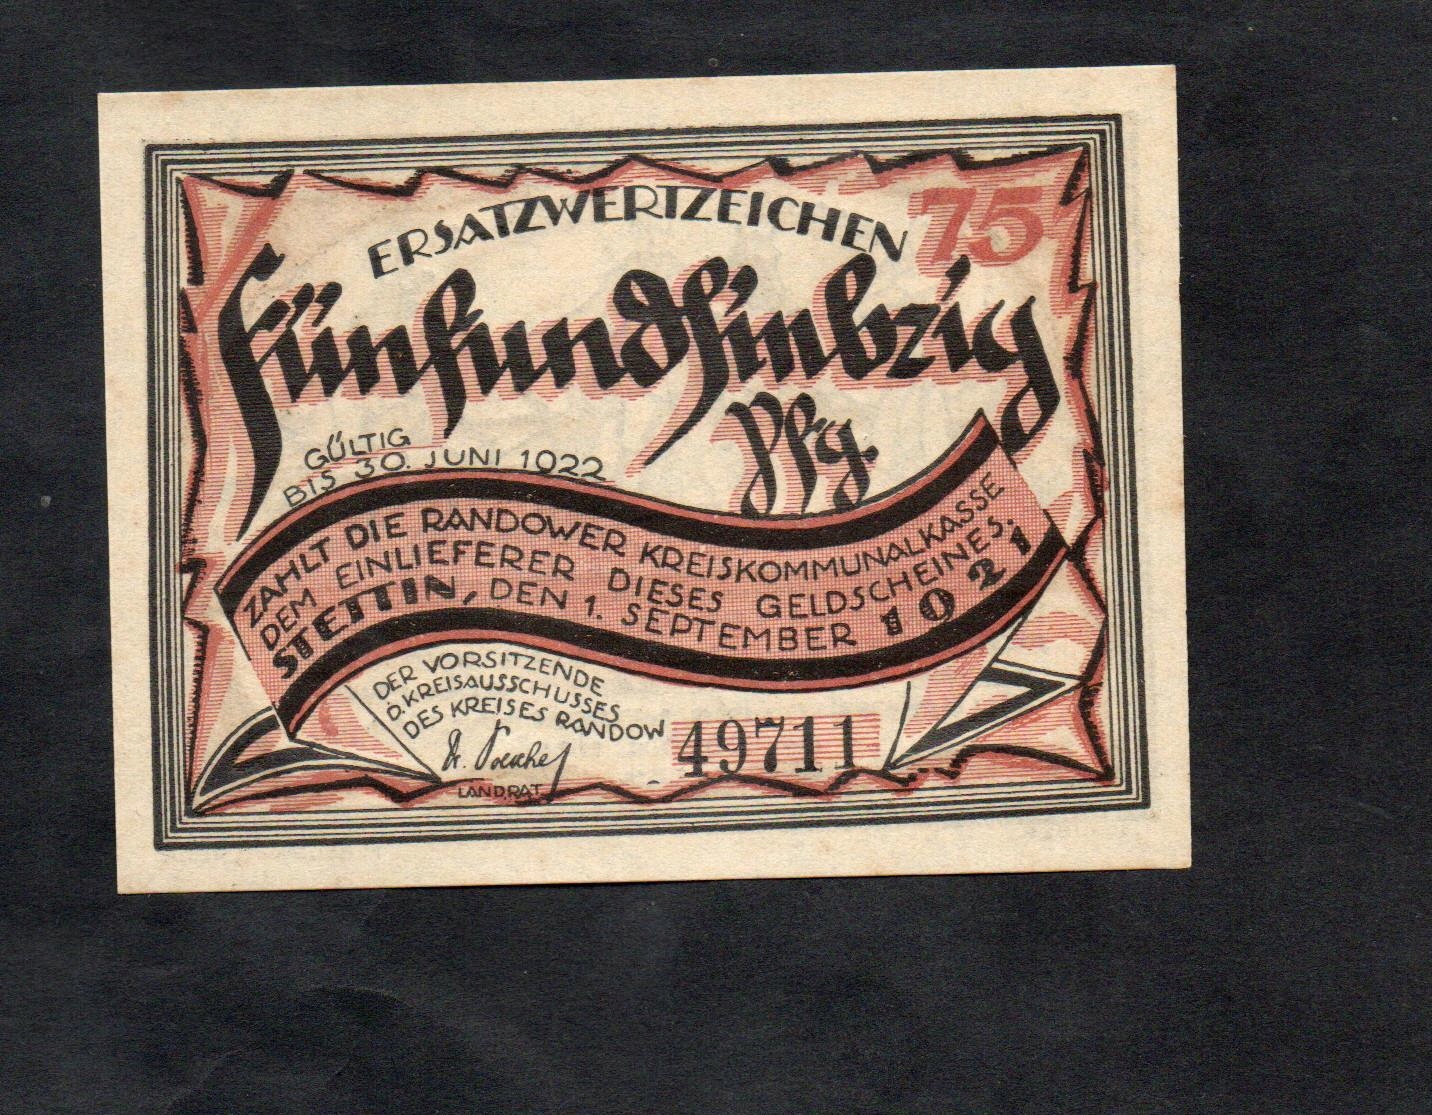 ERSATZWERTZEICHEN
75
Fünfundsiebzig
Pfg.
GÜLTIG
BIS 30. JUNI 1922
ZAHLT DIE RANDOWER KREISKOMMUNALKASSE
DEM EINLIEFERER DIESES GELDSCHEINES.
STETTIN, DEN 1. SEPTEMBER 1921
DER VORSITZENDE
D. KREISAUSSCHUSSES
DES KREISES RANDOW
LANDRAT
49711